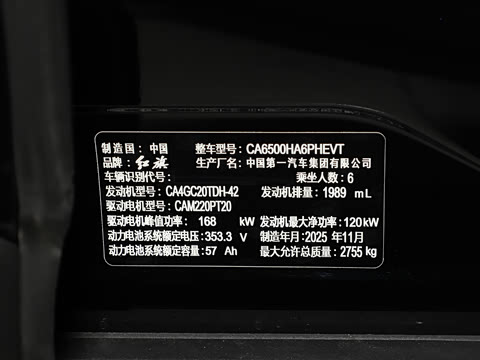 制造国：中国 整车型号：CA6500HA6PHEVT
品牌：红旗 生产厂名：中国第一汽车集团有限公司
车辆识别代号： 乘坐人数：6
发动机型号：CA4GC20TDH-42 发动机排量：1989 mL
驱动电机型号：CAM220PT20
驱动电机峰值功率：168 kW 发动机最大净功率：120kW
动力电池系统额定电压：353.3 V 制造年月：2025 年11月
动力电池系统额定容量：57 Ah 最大允许总质量：2755 kg